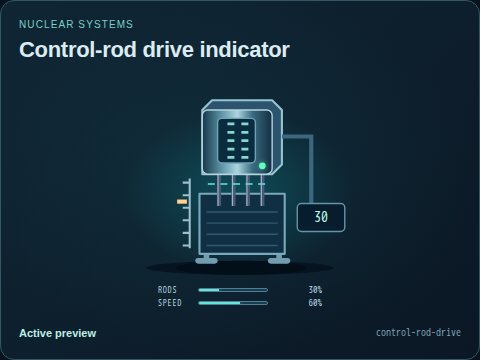 NUCLEAR SYSTEMS
Control-rod drive indicator
30
RODS 30%
SPEED 60%
Active preview control-rod-drive